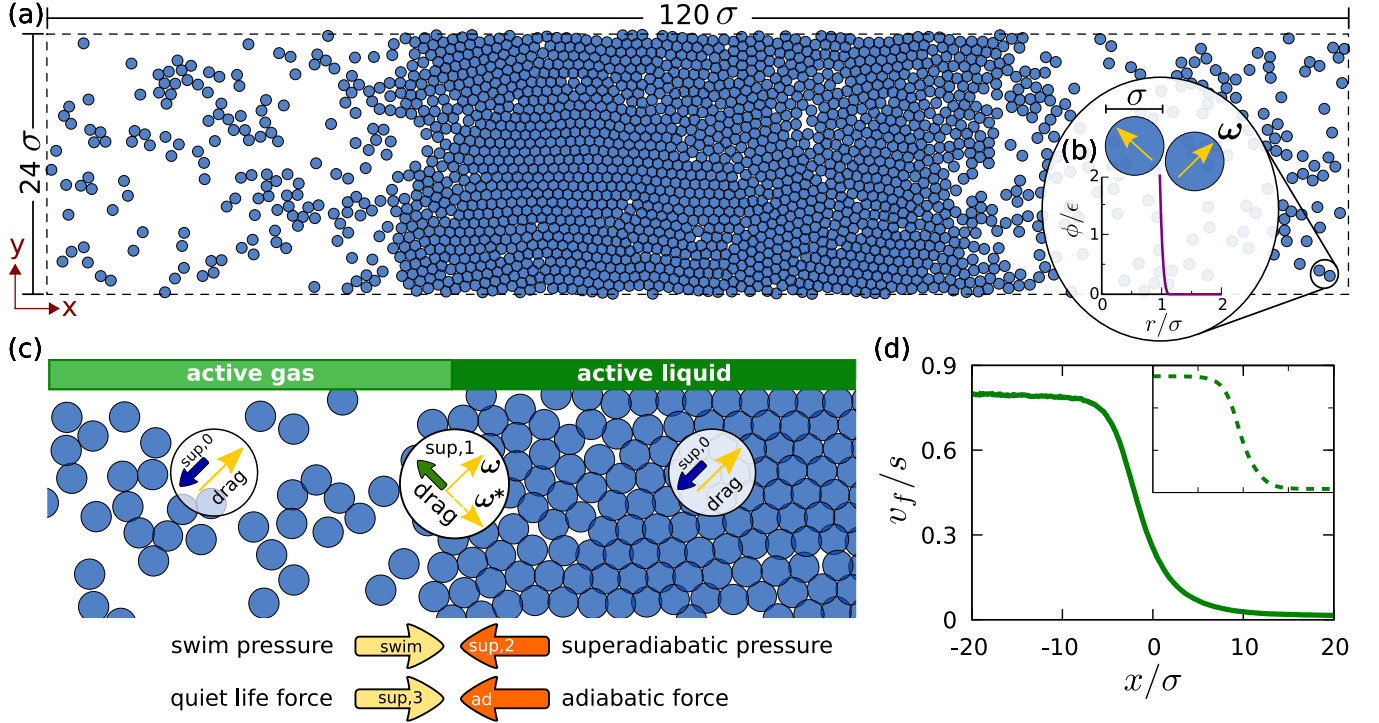 (a)
120 σ
24 σ
y
x
(b)
σ
ω
ϕ/ϵ
2
1
0
0 1 2
r/σ
(c)
active gas active liquid
sup,0
drag
sup,1
ω
ω*
drag
sup,0
drag
swim pressure swim sup,2 superadiabatic pressure
quiet life force sup,3 ad adiabatic force
(d)
v_f/s
0.9
0.6
0.3
0
-20 -10 0 10 20
x/σ